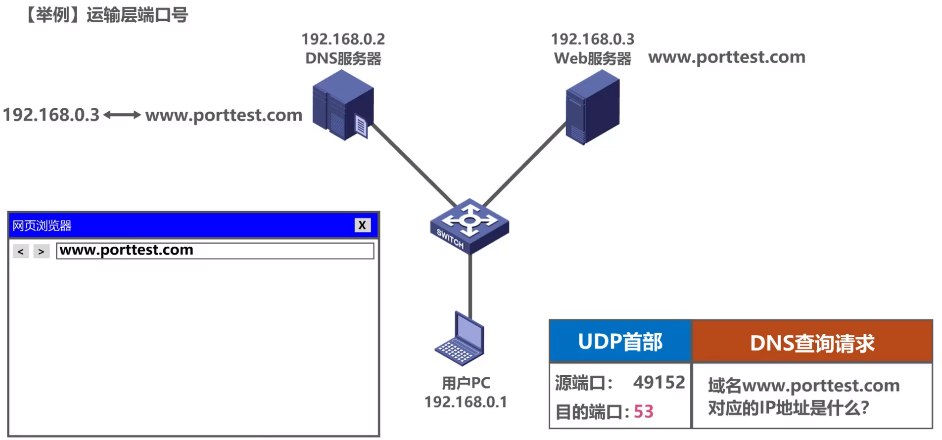 【举例】运输层端口号
192.168.0.2
DNS服务器
192.168.0.3
Web服务器
www.porttest.com
192.168.0.3
www.porttest.com
网页浏览器
X
<
>
www.porttest.com
SWITCH
用户PC
192.168.0.1
UDP首部
DNS查询请求
源端口： 49152
目的端口：53
域名www.porttest.com
对应的IP地址是什么？